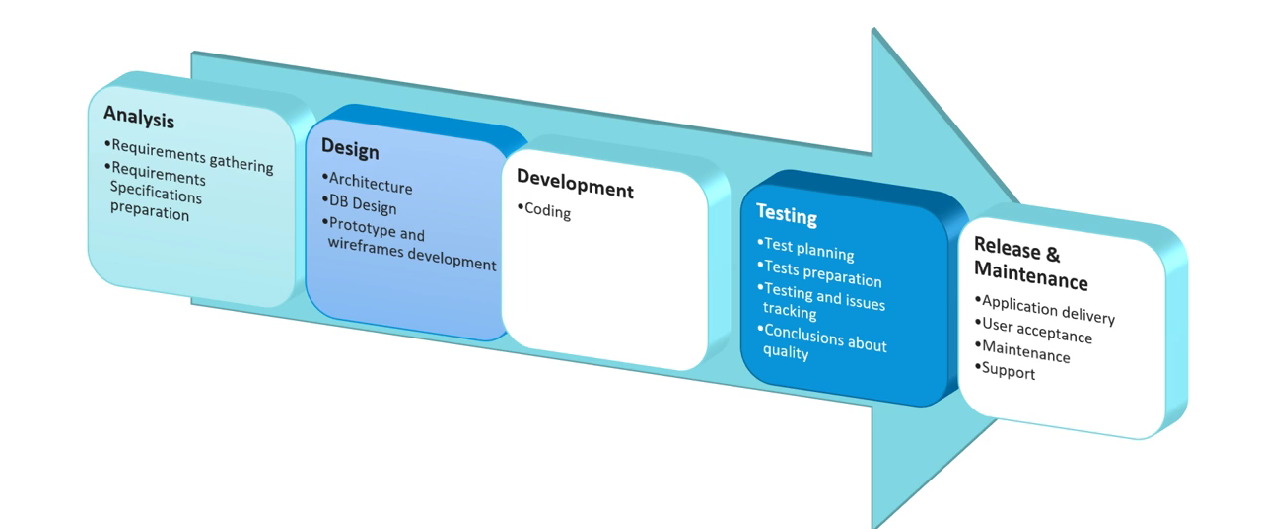 Analysis
•Requirements gathering
•Requirements
Specifications
preparation
Design
•Architecture
•DB Design
•Prototype and
wireframes development
Development
•Coding
Testing
•Test planning
•Tests preparation
•Testing and issues
tracking
•Conclusions about
quality
Release &
Maintenance
•Application delivery
•User acceptance
•Maintenance
•Support